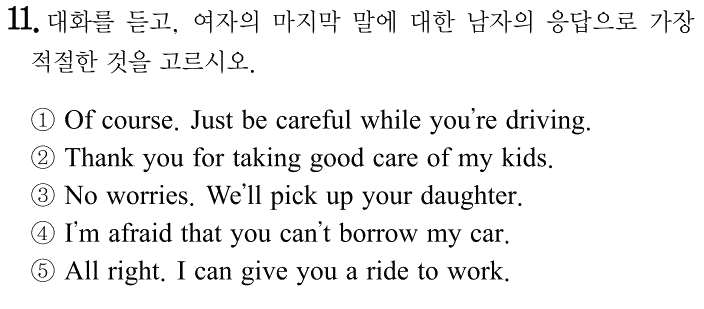 11. 대화를 듣고, 여자의 마지막 말에 대한 남자의 응답으로 가장
적절한 것을 고르시오.
① Of course. Just be careful while you're driving.
② Thank you for taking good care of my kids.
③ No worries. We'll pick up your daughter.
④ I'm afraid that you can't borrow my car.
⑤ All right. I can give you a ride to work.